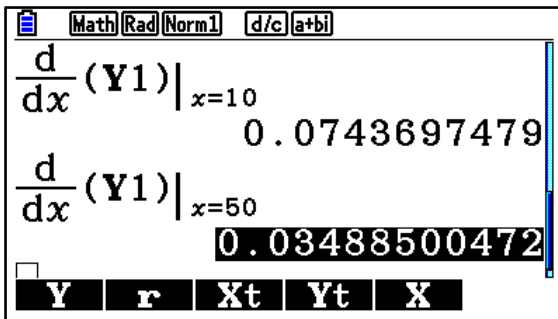 Math Rad Norm1 d/c a+bi
d/dx (Y1)|x=10
0.0743697479
d/dx (Y1)|x=50
0.03488500472
Y r Xt Yt X